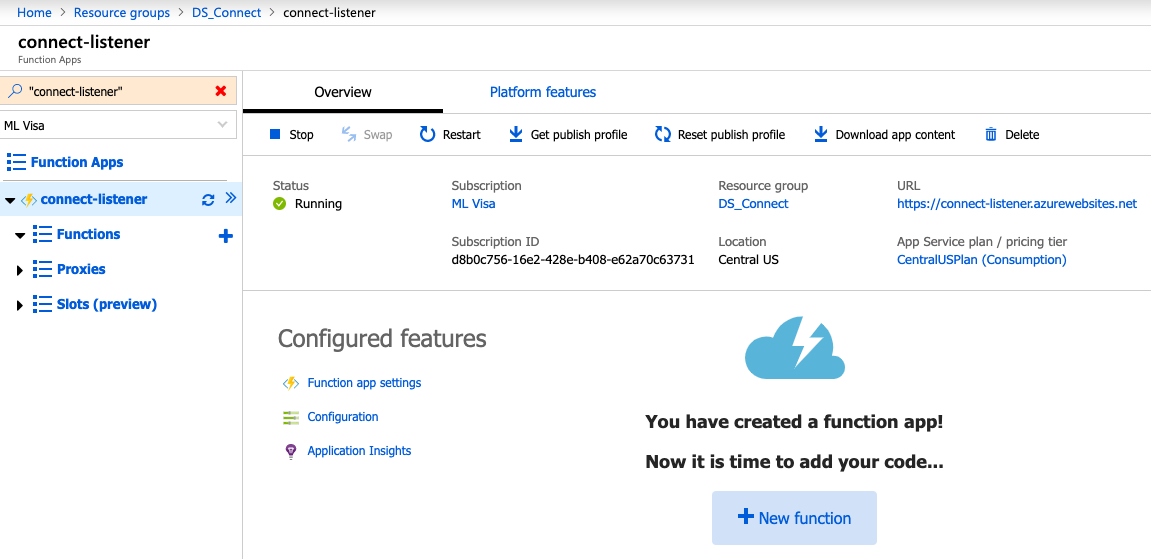 Home > Resource groups > DS_Connect > connect-listener
connect-listener
Function Apps
"connect-listener"
ML Visa
Function Apps
connect-listener
Functions
Proxies
Slots (preview)
Overview Platform features
Stop Swap Restart Get publish profile Reset publish profile Download app content Delete
Status Subscription Resource group URL
Running ML Visa DS_Connect https://connect-listener.azurewebsites.net
Subscription ID Location App Service plan / pricing tier
d8b0c756-16e2-428e-b408-e62a70c63731 Central US CentralUSPlan (Consumption)
Configured features
Function app settings
Configuration
Application Insights
You have created a function app!
Now it is time to add your code...
New function